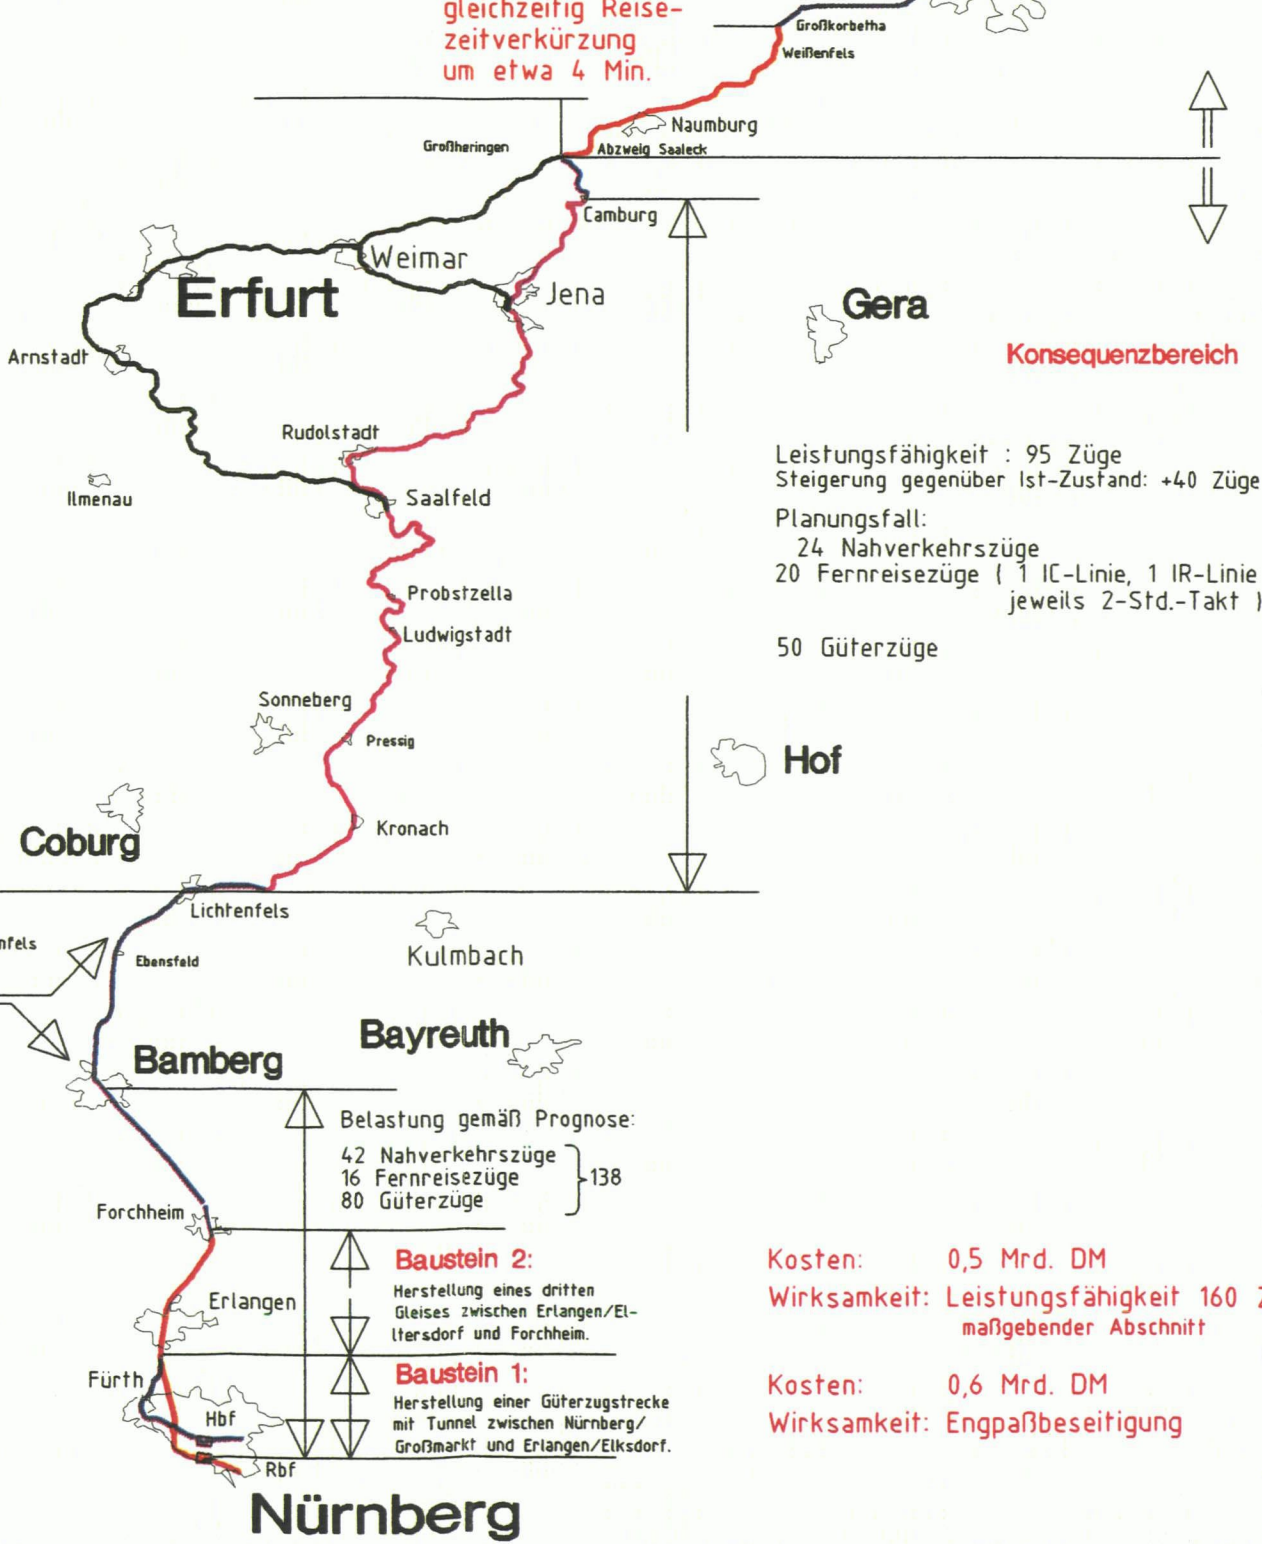 gleichzeitig Reise-
zeitverkürzung
um etwa 4 Min.
Großkorbetha
Weißenfels
Naumburg
Großheringen
Abzweig Saaleck
Camburg
Weimar
Erfurt
Jena
Gera
Arnstadt
Konsequenzbereich
Rudolstadt
Leistungsfähigkeit : 95 Züge
Steigerung gegenüber Ist-Zustand: +40 Züge
Ilmenau
Saalfeld
Planungsfall:
24 Nahverkehrszüge
20 Fernreisezüge ( 1 IC-Linie, 1 IR-Linie
jeweils 2-Std.-Takt )
Probstzella
Ludwigstadt
50 Güterzüge
Sonneberg
Pressig
Hof
Coburg
Kronach
Lichtenfels
nfels
Ebensfeld
Kulmbach
Bayreuth
Bamberg
Belastung gemäß Prognose:
42 Nahverkehrszüge
16 Fernreisezüge
80 Güterzüge
138
Forchheim
Baustein 2:
Herstellung eines dritten
Gleises zwischen Erlangen/El-
ltersdorf und Forchheim.
Kosten: 0,5 Mrd. DM
Wirksamkeit: Leistungsfähigkeit 160
maßgebender Abschnitt
Erlangen
Fürth
Baustein 1:
Herstellung einer Güterzugstrecke
mit Tunnel zwischen Nürnberg/
Großmarkt und Erlangen/Elksdorf.
Kosten: 0,6 Mrd. DM
Wirksamkeit: Engpaßbeseitigung
Hbf
Rbf
Nürnberg